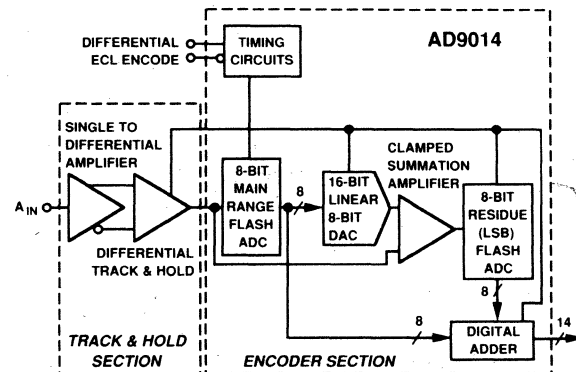 DIFFERENTIAL
ECL ENCODE
TIMING
CIRCUITS
AD9014
SINGLE TO
DIFFERENTIAL
AMPLIFIER
A IN
DIFFERENTIAL
TRACK & HOLD
8-BIT
MAIN
RANGE
FLASH
ADC
8
16-BIT
LINEAR
8-BIT
DAC
CLAMPED
SUMMATION
AMPLIFIER
8-BIT
RESIDUE
(LSB)
FLASH
ADC
8
8
DIGITAL
ADDER
14
TRACK & HOLD
SECTION
ENCODER SECTION